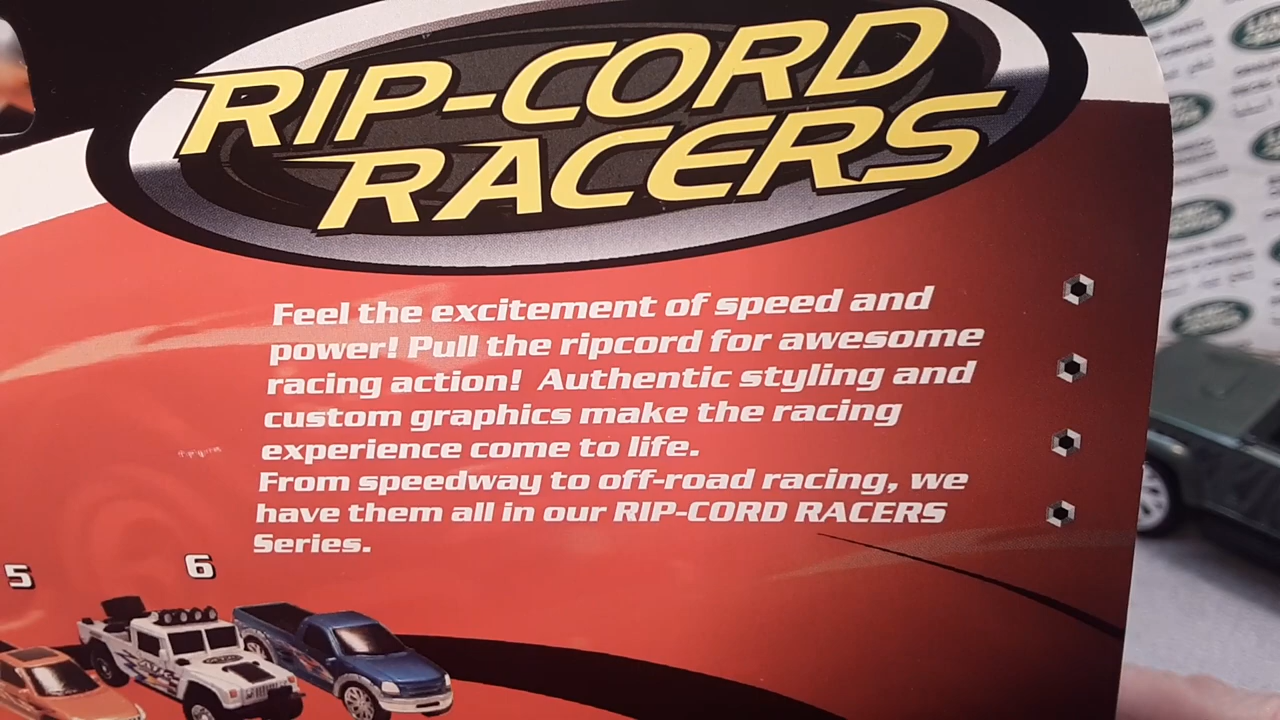 RIP-CORD
RACERS
Feel the excitement of speed and
power! Pull the ripcord for awesome
racing action!  Authentic styling and
custom graphics make the racing
experience come to life.
From speedway to off-road racing, we
have them all in our RIP-CORD RACERS
Series.
5
6